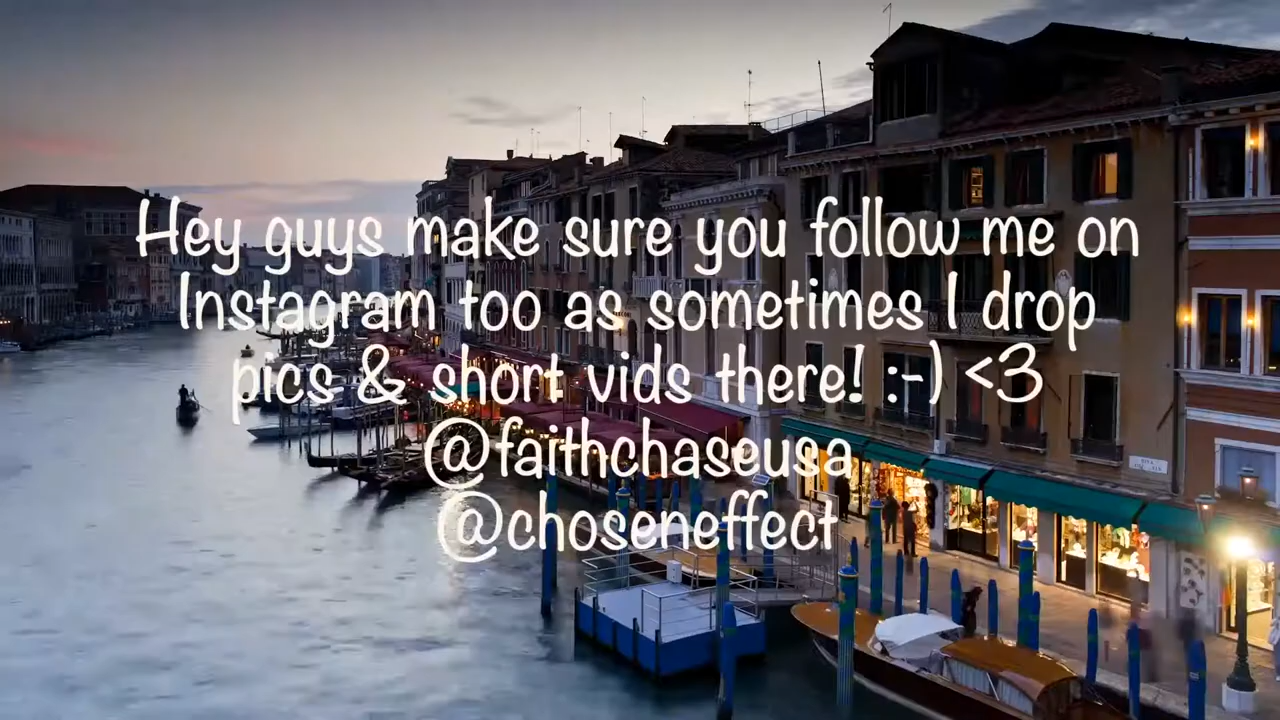 Hey guys make sure you follow me on
Instagram too as sometimes I drop
pics & short vids there! :-) <3
@faithchaseusa
@choseneffect